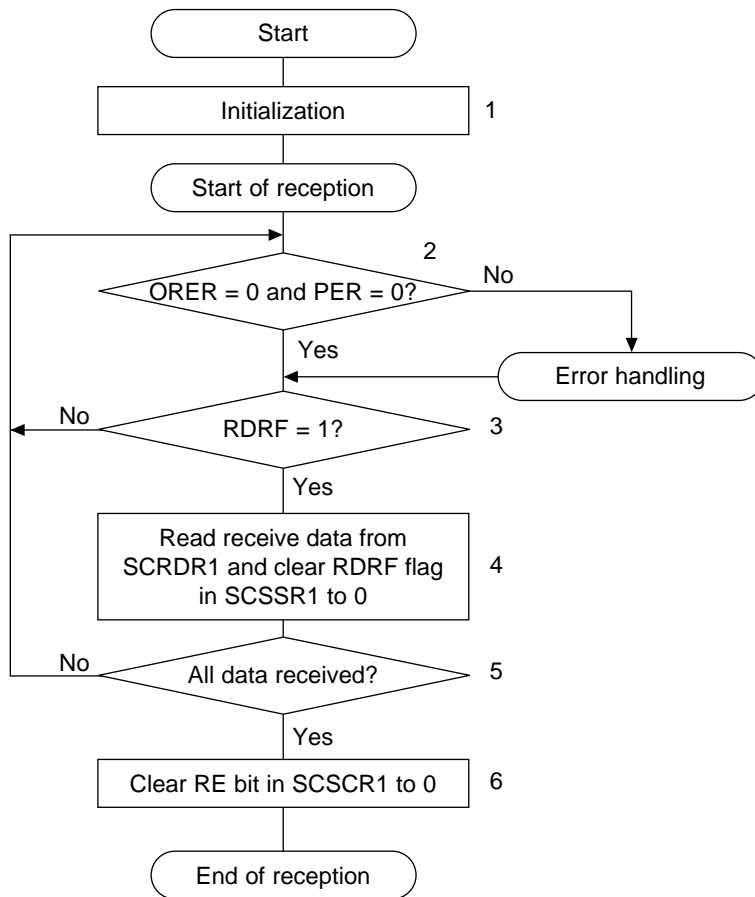 Start
Initialization
1
Start of reception
2
ORER = 0 and PER = 0?
No
Yes
Error handling
No
RDRF = 1?
3
Yes
Read receive data from
SCRDR1 and clear RDRF flag
in SCSSR1 to 0
4
No
All data received?
5
Yes
Clear RE bit in SCSCR1 to 0
6
End of reception